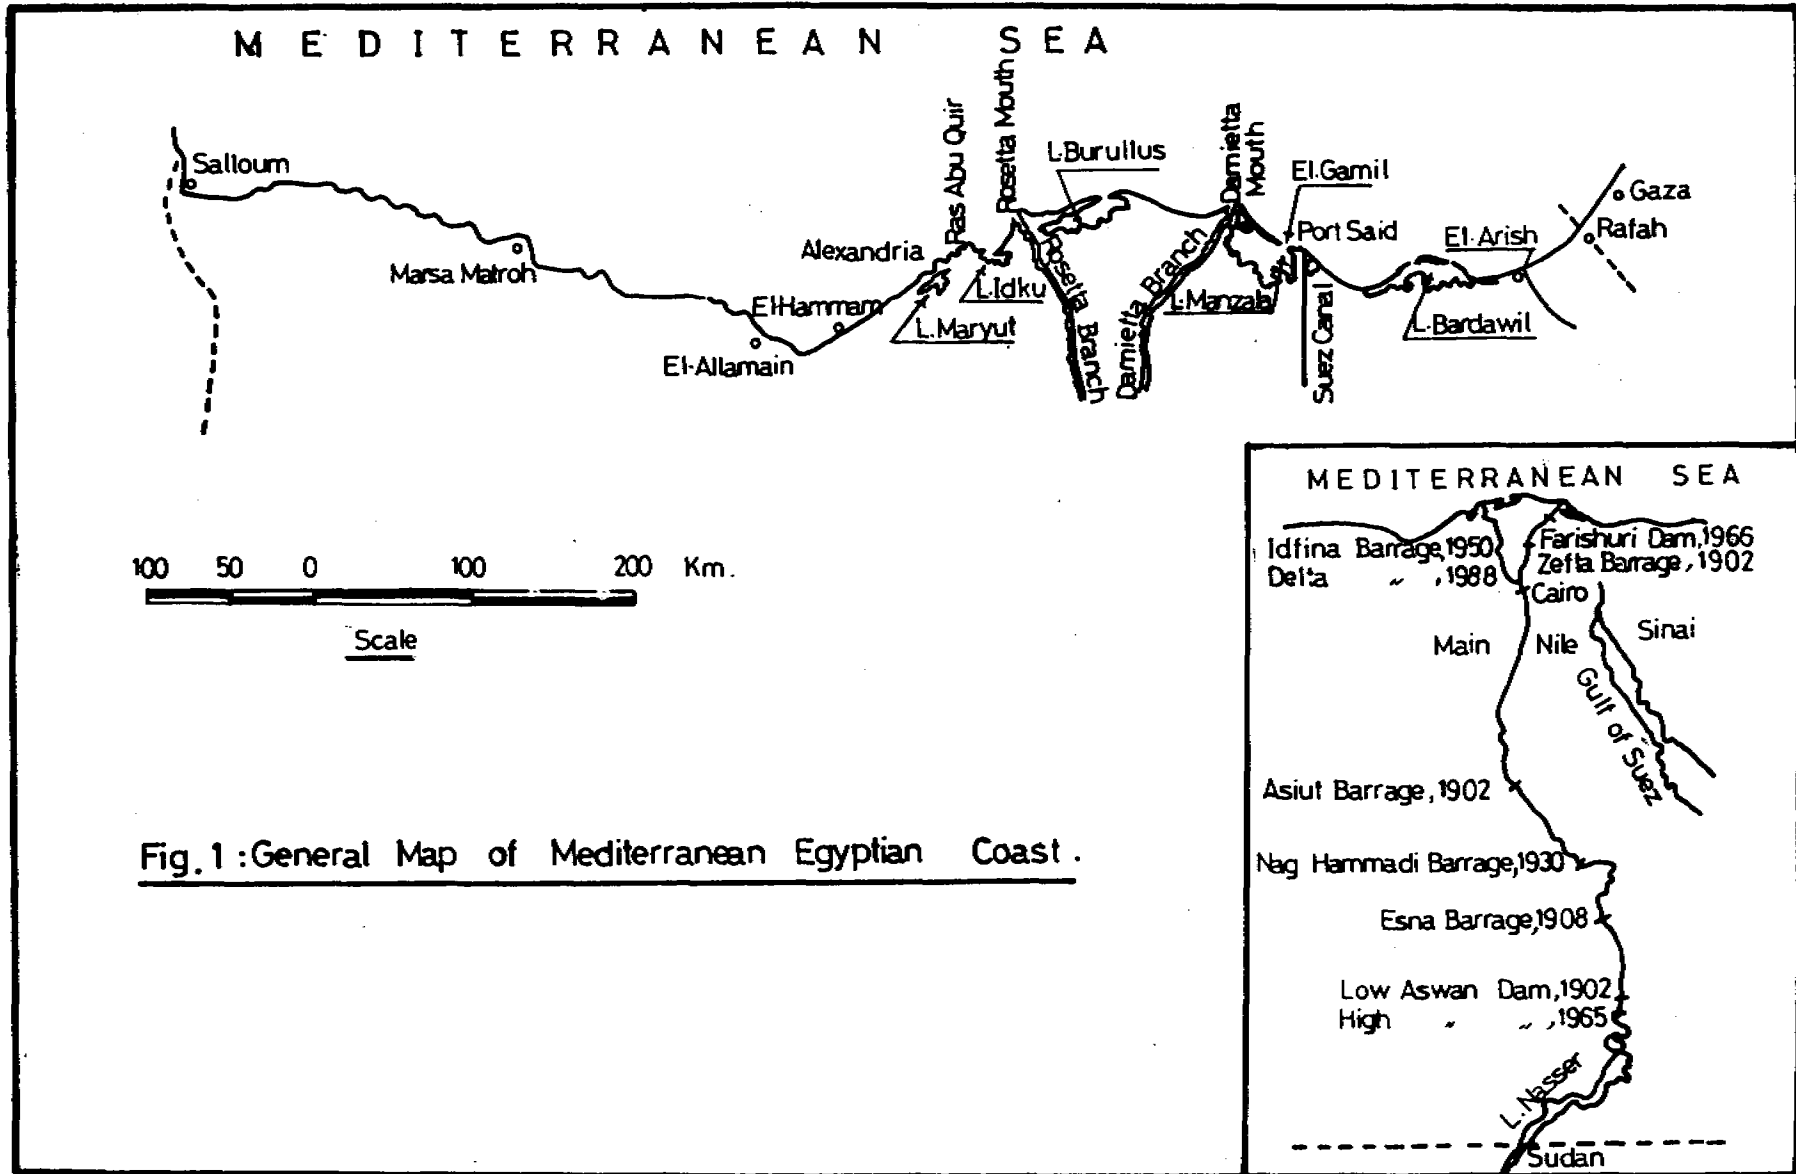 MEDITERRANEAN SEA
Salloum
Marsa Matroh
El-Allamain
El-Hammam
Alexandria
L.Maryut
Ras Abu Quir
L.Idku
Rosetta Mouth
Rosetta Branch
L.Burullus
Damietta Mouth
Damietta Branch
El.Gamil
Port Said
L.Manzala
Suez Canal
El-Arish
L.Bardawil
Rafah
Gaza
100 50 0 100 200 Km.
Scale
Fig.1:General Map of Mediterranean Egyptian Coast.
MEDITERRANEAN SEA
Idfina Barrage,1950
Delta " ,1988
Farishuri Dam,1966
Zefta Barrage,1902
Cairo
Main Nile
Sinai
Gulf of Suez
Asiut Barrage,1902
Nag Hammadi Barrage,1930
Esna Barrage,1908
Low Aswan Dam,1902
High " " ,1965
L.Nasser
Sudan